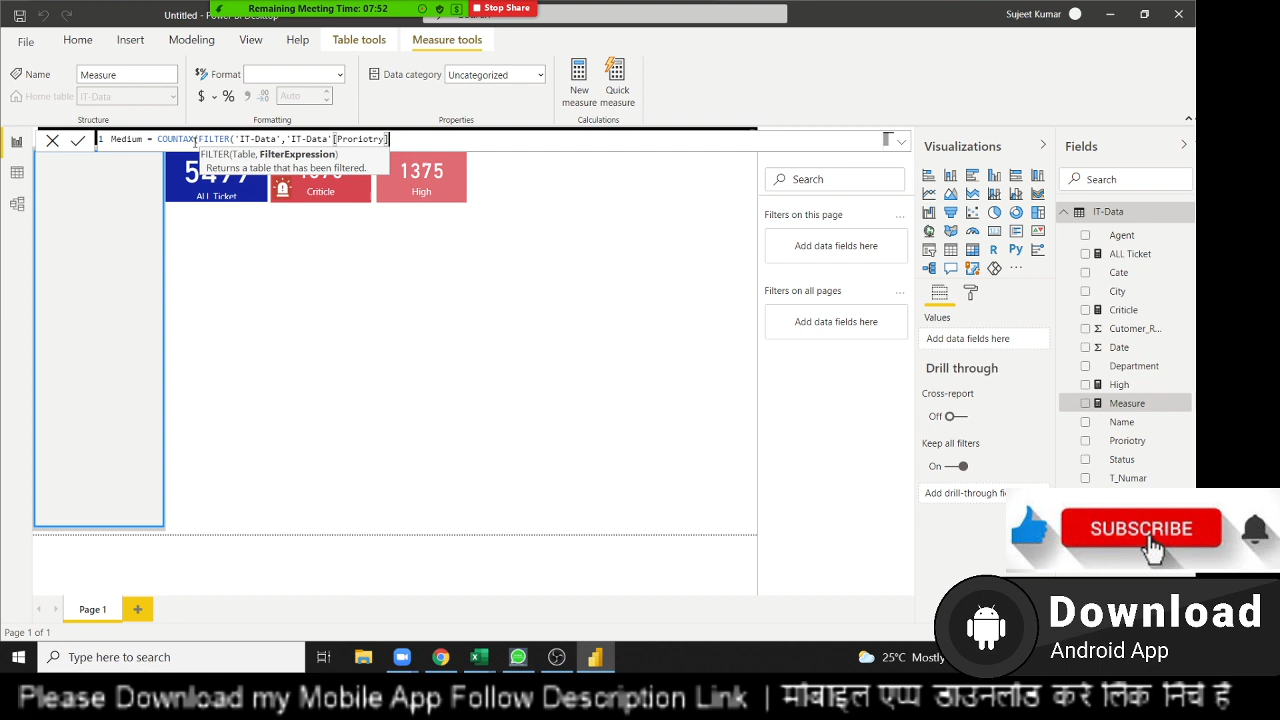 Untitled - Power BI Desktop
Remaining Meeting Time: 07:52
Stop Share
Search
Sujeet Kumar
File
Home
Insert
Modeling
View
Help
Table tools
Measure tools
Name
Measure
Home table
IT-Data
Structure
Format
$
%
Auto
Formatting
Data category
Uncategorized
Properties
New measure
Quick measure
Calculations
1 Medium = COUNTAX(FILTER('IT-Data','IT-Data'[Proriotry]
FILTER(Table, FilterExpression)
Returns a table that has been filtered.
ALL Ticket
Criticle
1375
High
Search
Filters on this page
...
Add data fields here
Filters on all pages
...
Add data fields here
Visualizations
R
Py
...
Values
Add data fields here
Drill through
Cross-report
Off
Keep all filters
On
Add drill-through fi
Fields
Search
IT-Data
Agent
ALL Ticket
Cate
City
Criticle
Cutomer_R...
Date
Department
High
Measure
Name
Proriotry
Status
T_Numar
SUBSCRIBE
Download
Android App
Page 1
Page 1 of 1
Type here to search
25°C Mostly
Please Download my Mobile App Follow Description Link | मोबाइल एप्प डाउनलोड करे लिंक निचे है